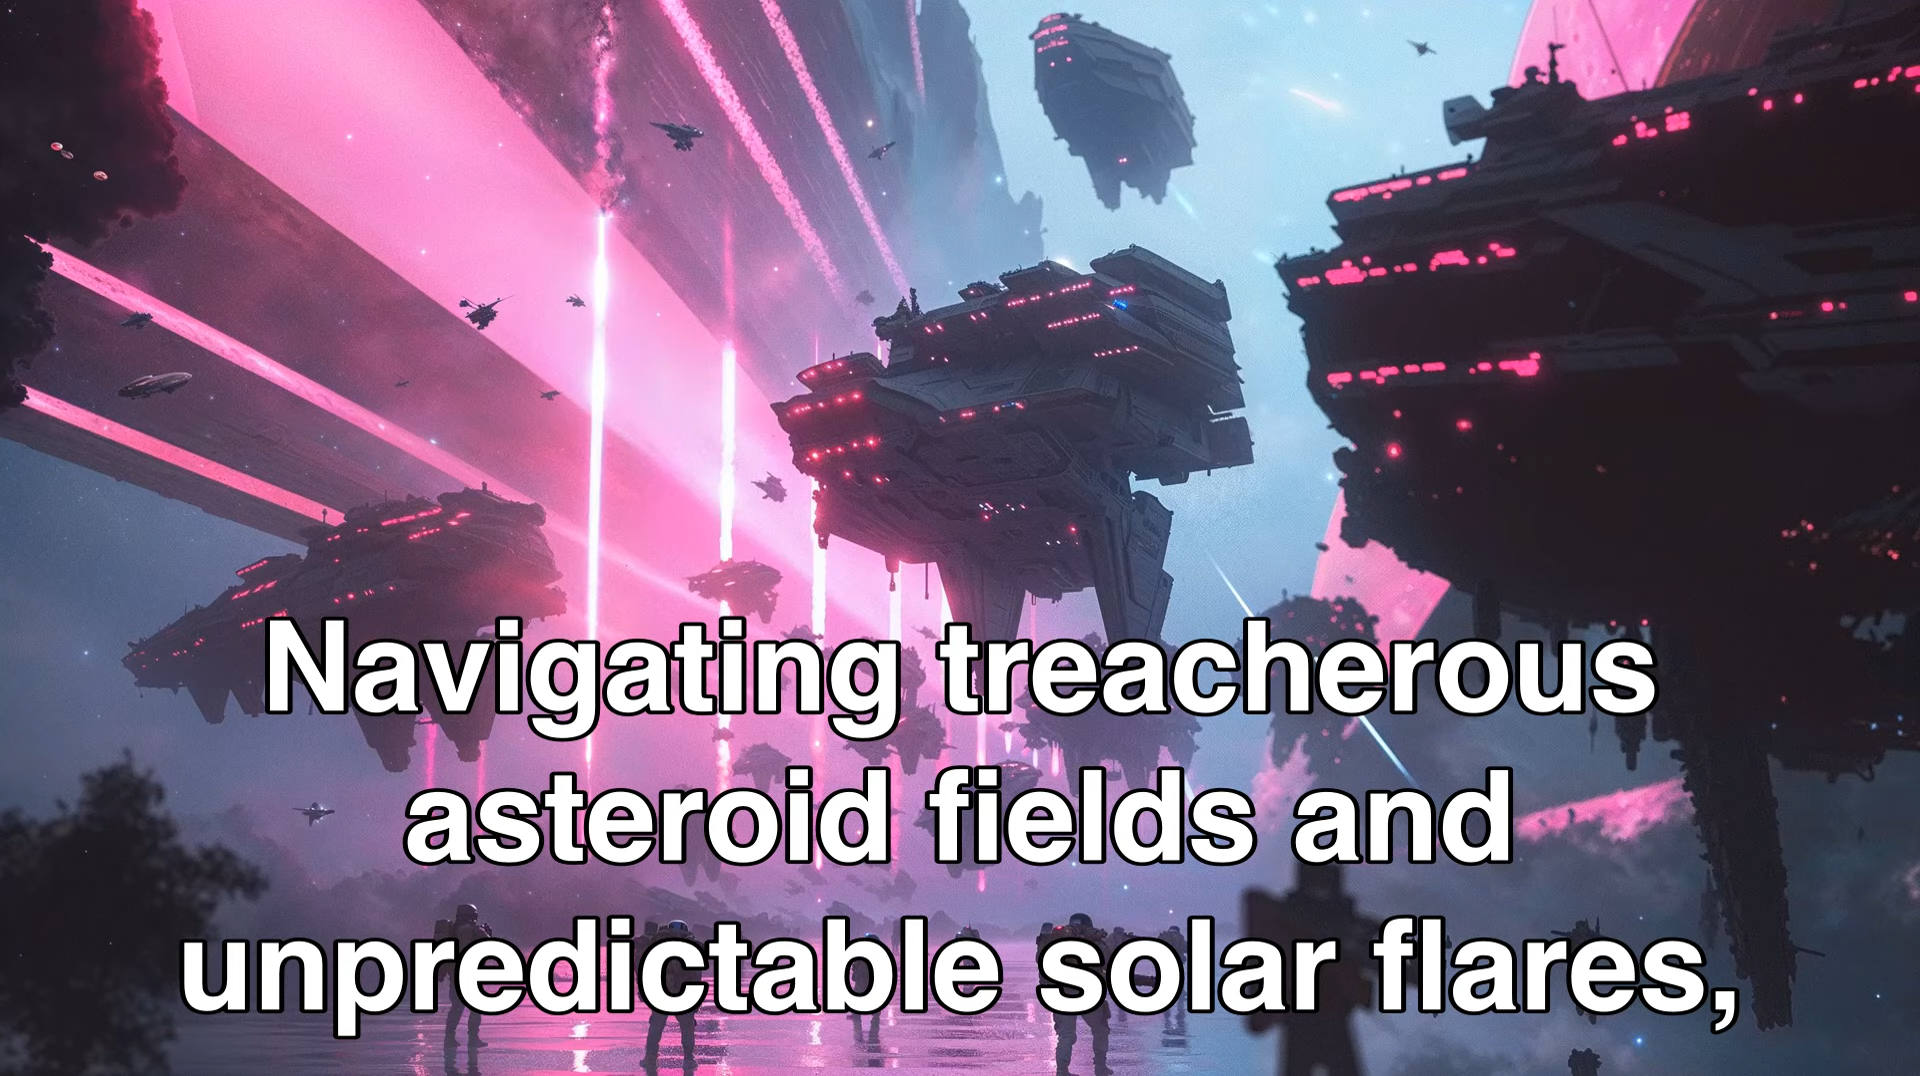 Navigating treacherous
asteroid fields and
unpredictable solar flares,